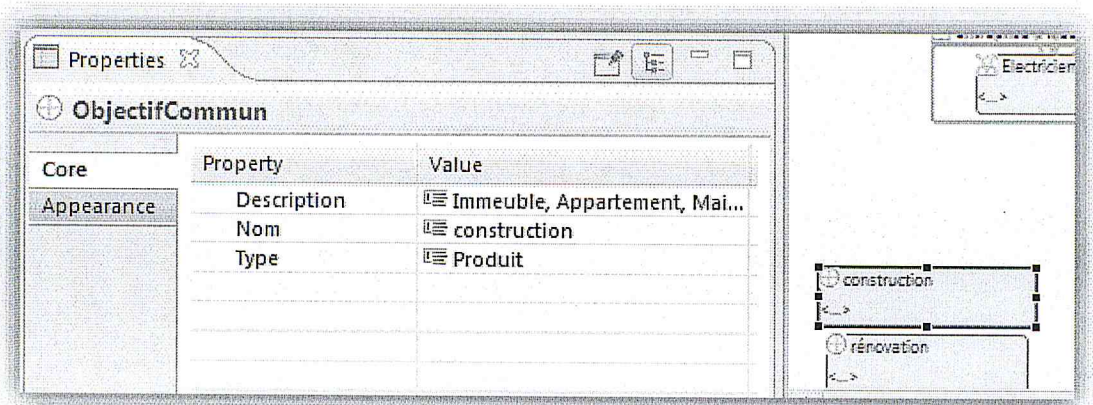 Properties
ObjectifCommun
Core
Appearance
Property Value
Description Immeuble, Appartement, Mai...
Nom construction
Type Produit
Electricien
<_>
construction
<_>
rénovation
<_>